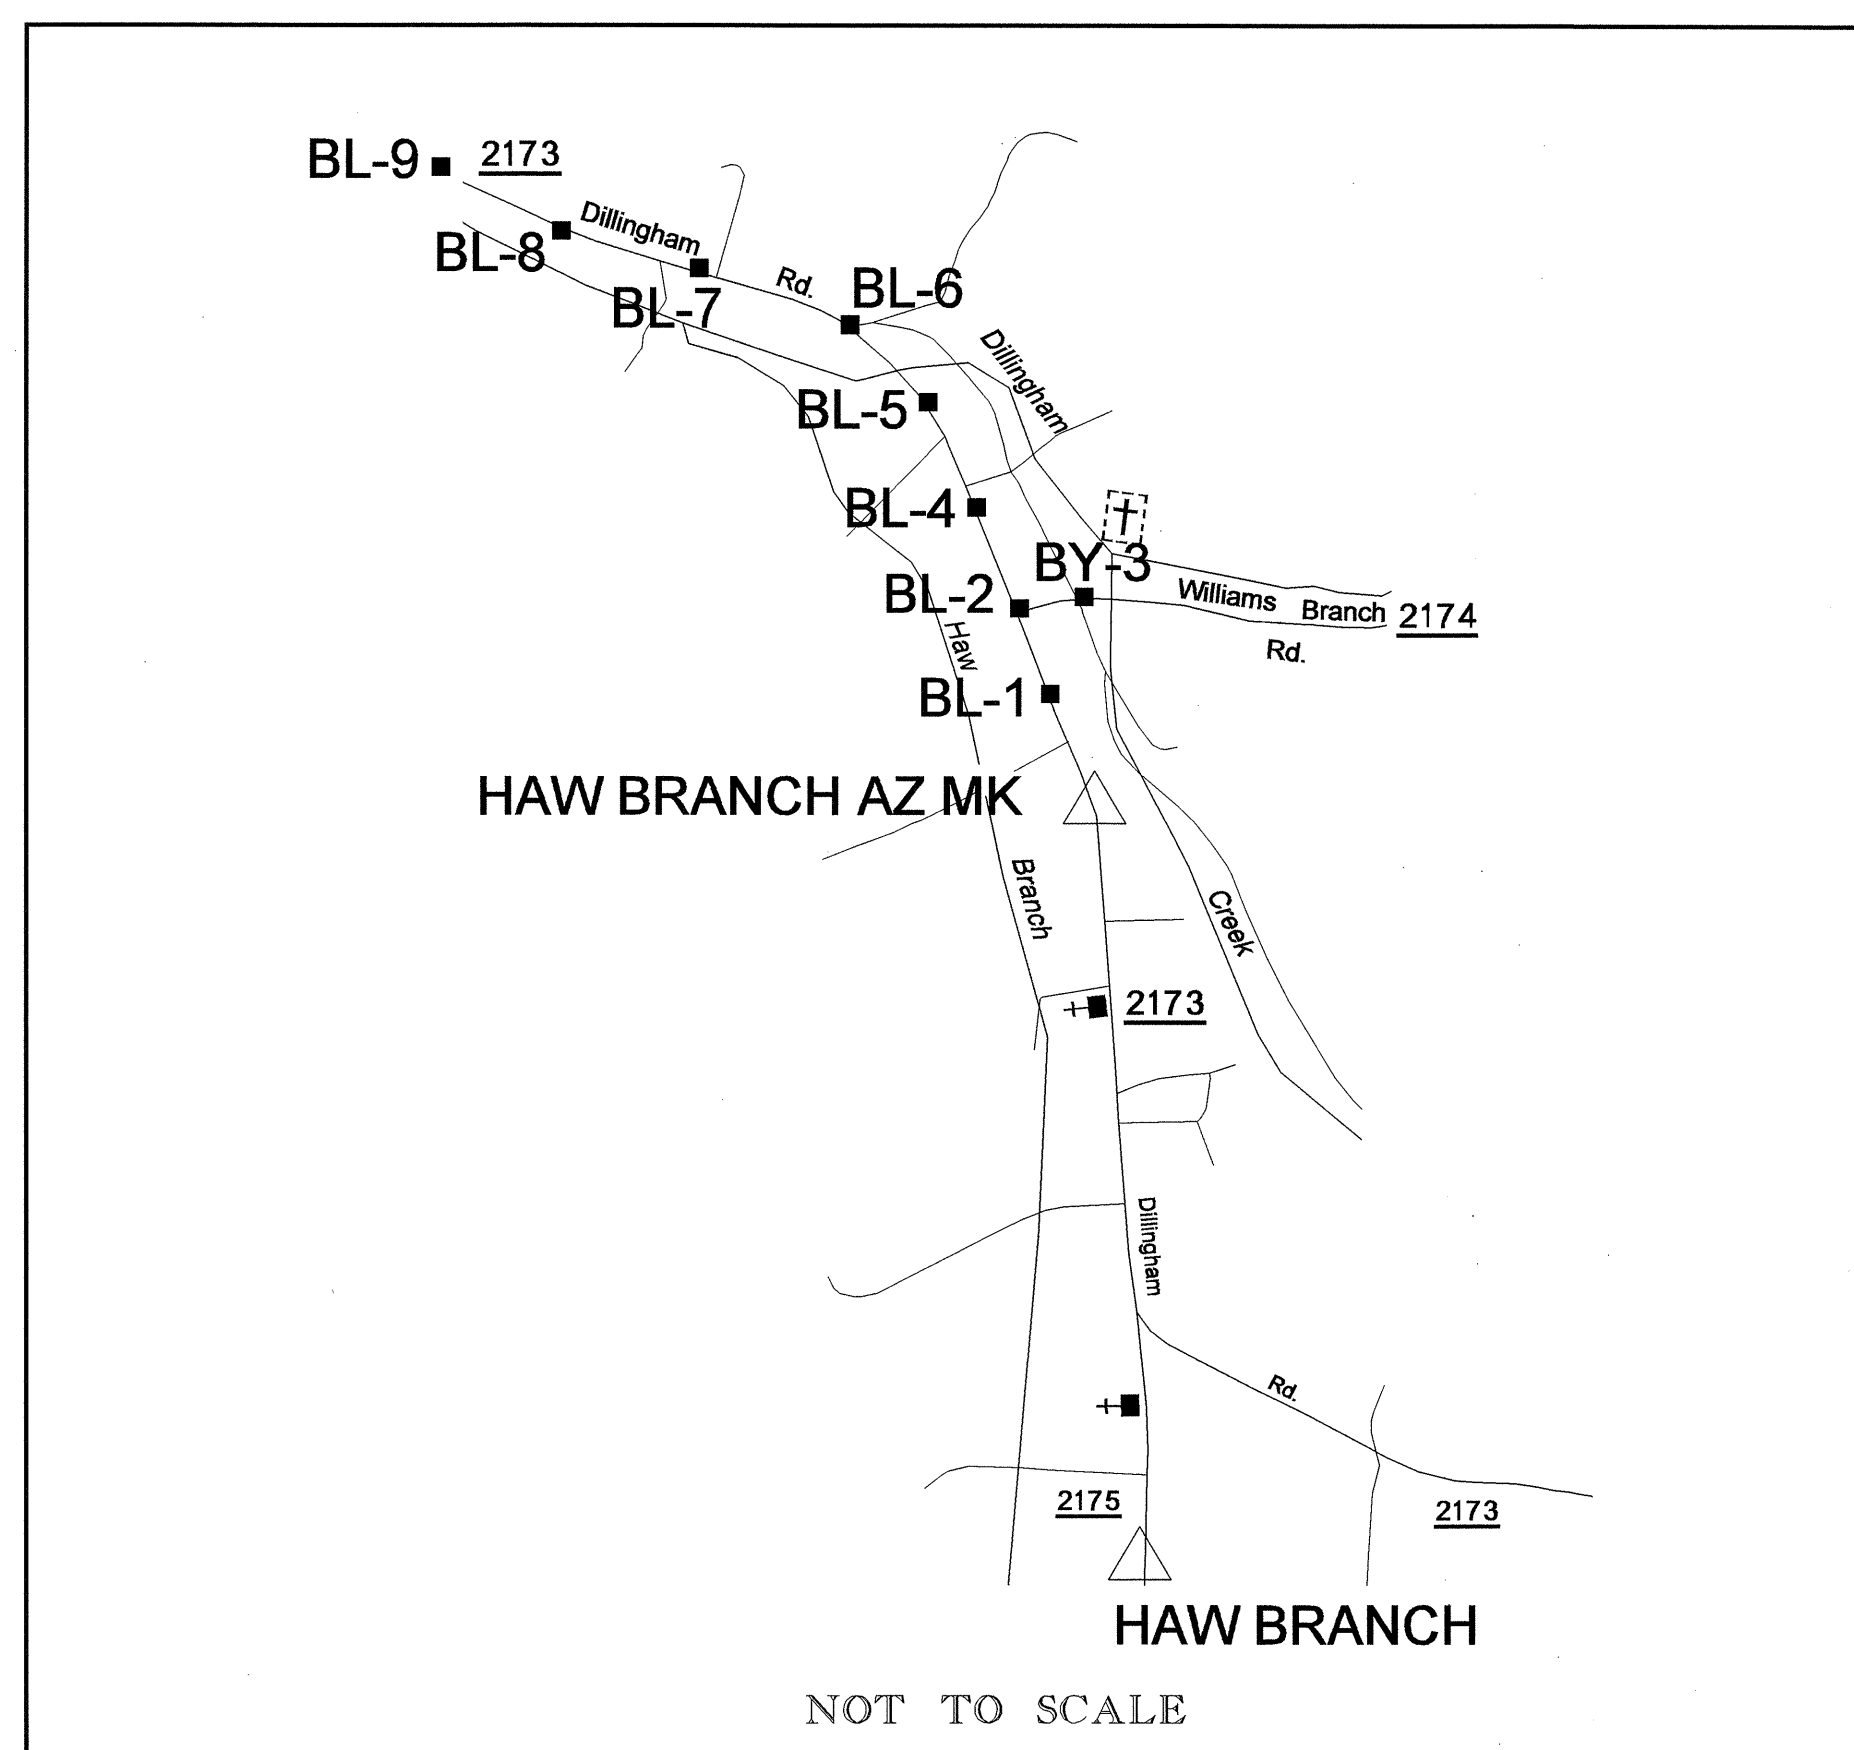 BL-9
2173
Dillingham
BL-8
BL-7
Rd.
BL-6
Dillingham
BL-5
BL-4
BY-3
BL-2
Williams Branch
2174
Rd.
Haw
BL-1
HAW BRANCH AZ MK
Branch
Creek
2173
Dillingham
Rd.
2175
2173
HAW BRANCH
NOT TO SCALE